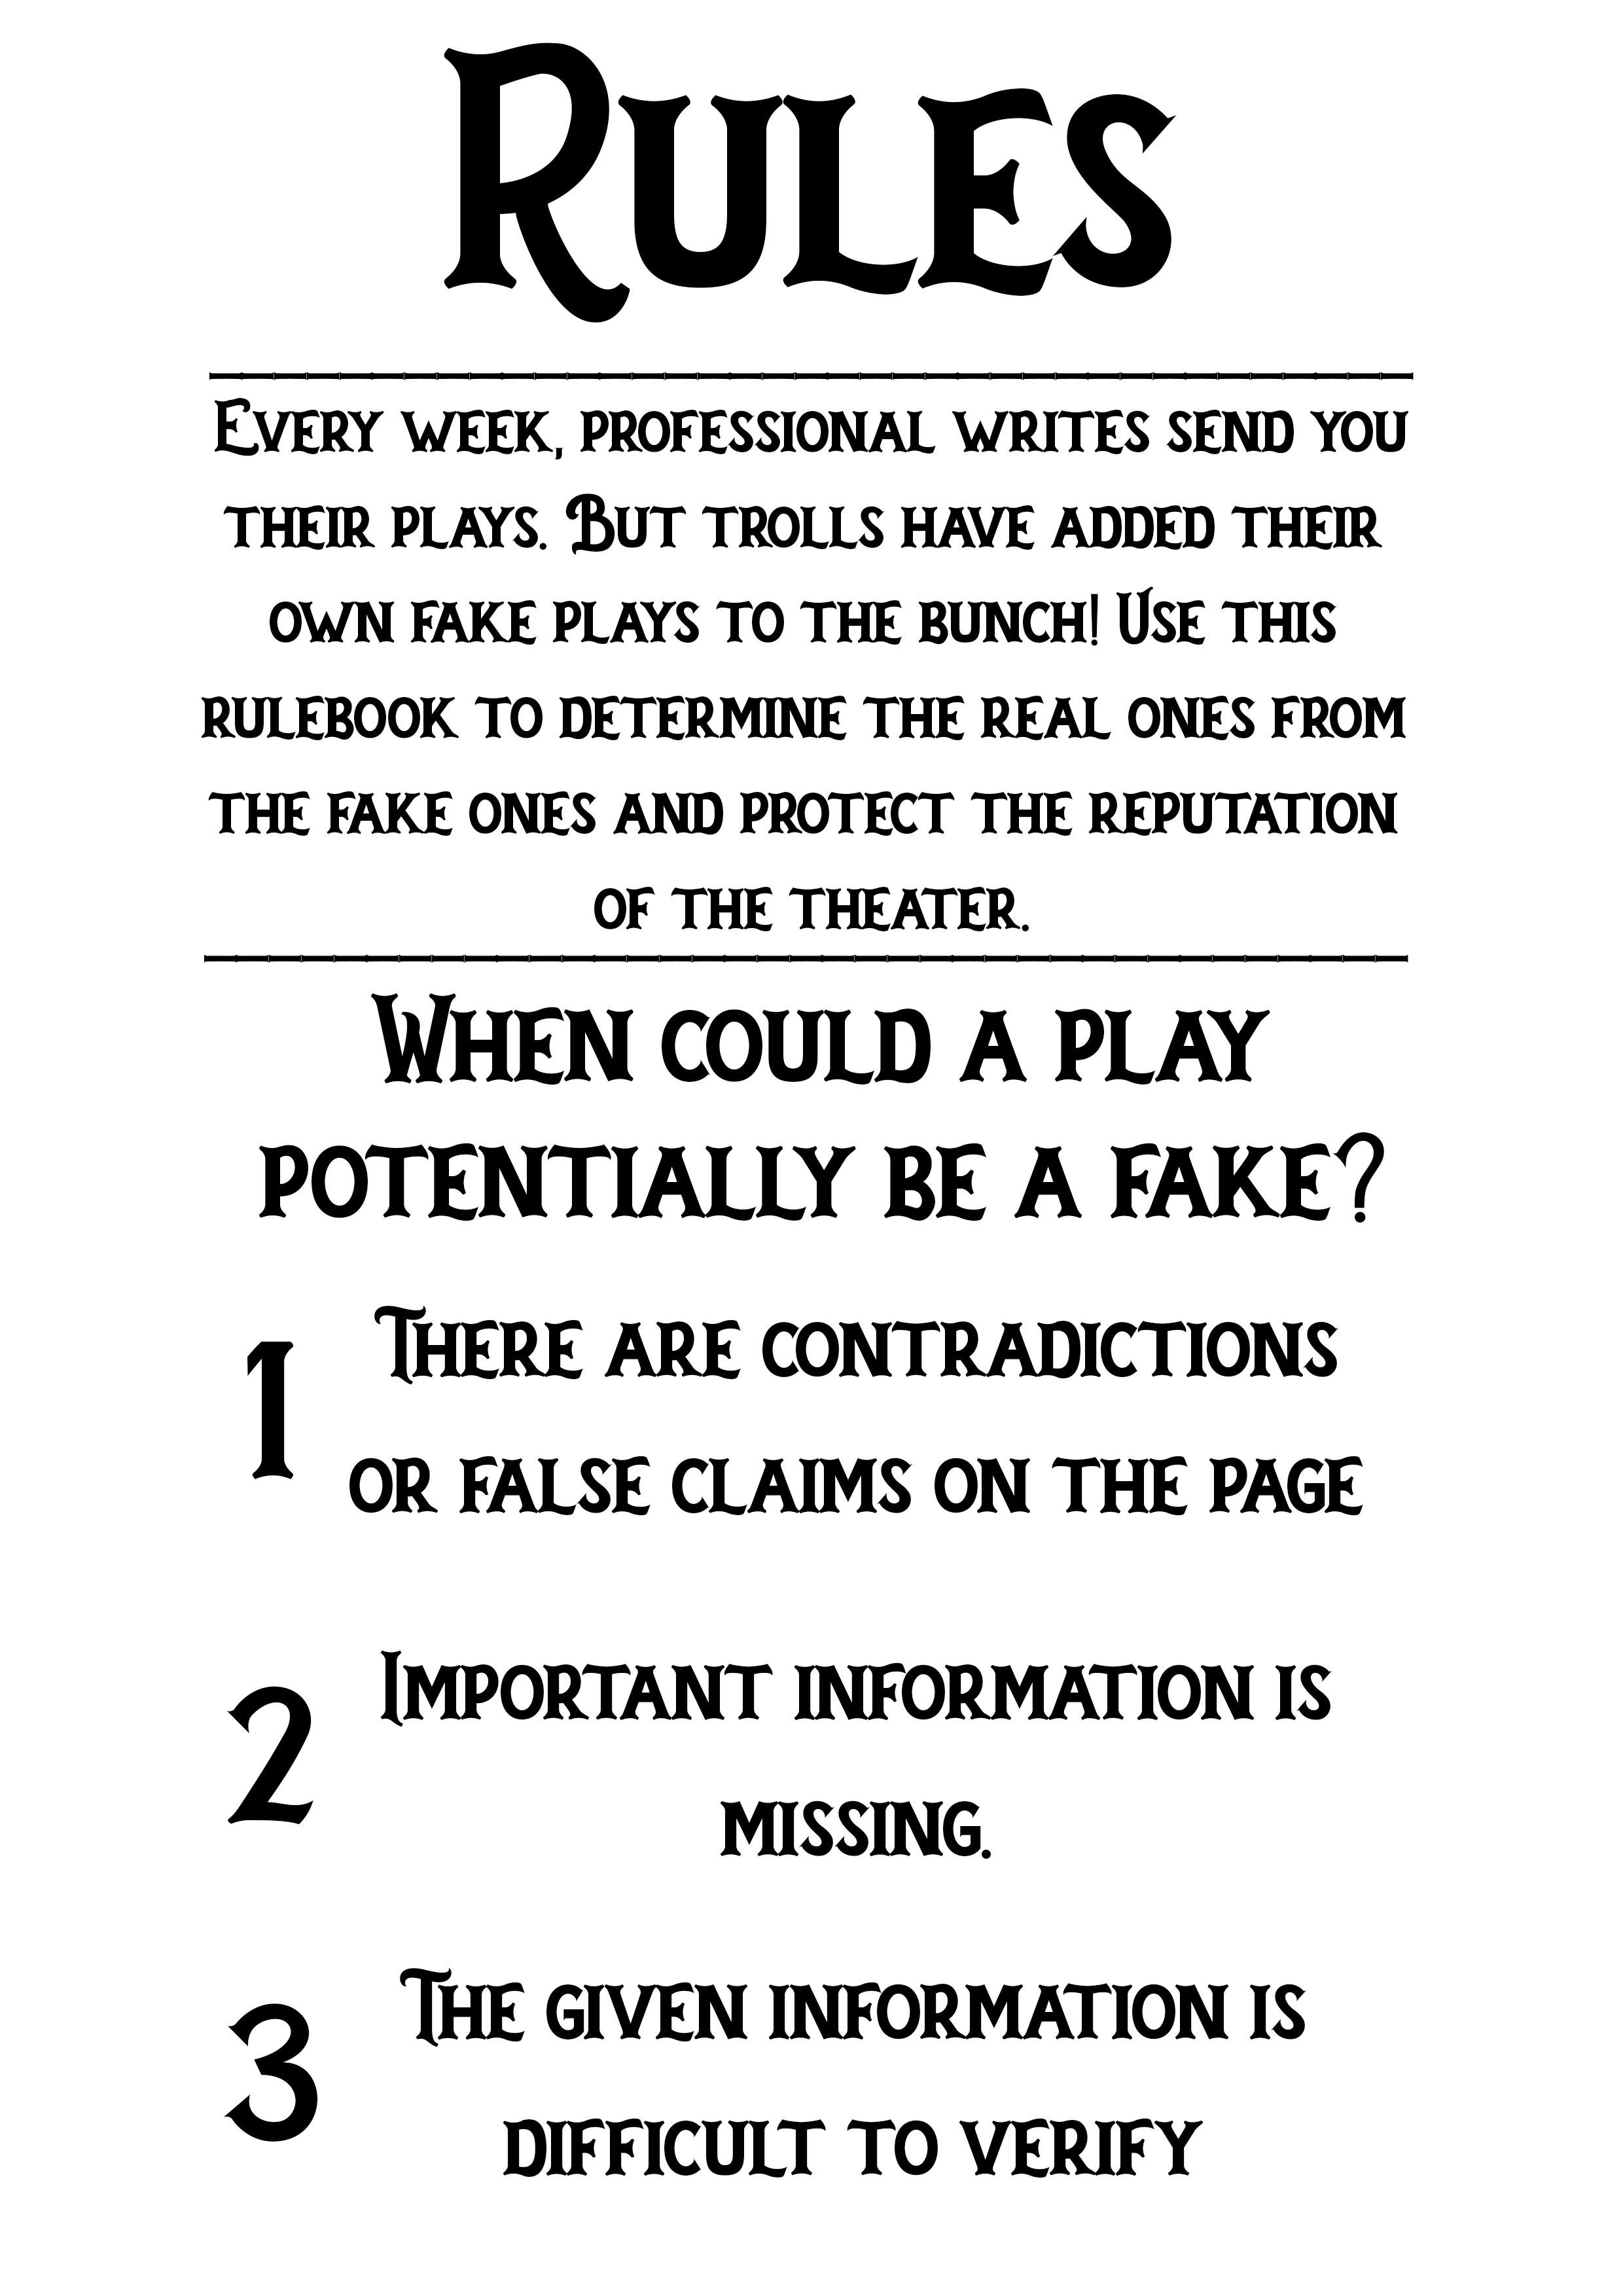 Rules
Every week, professional writes send you
their plays. But trolls have added their
own fake plays to the bunch! Use this
rulebook to determine the real ones from
the fake ones and protect the reputation
of the theater.
When could a play
potentially be a fake?
1
There are contradictions
or false claims on the page
2
Important information is
missing.
3
The given information is
difficult to verify